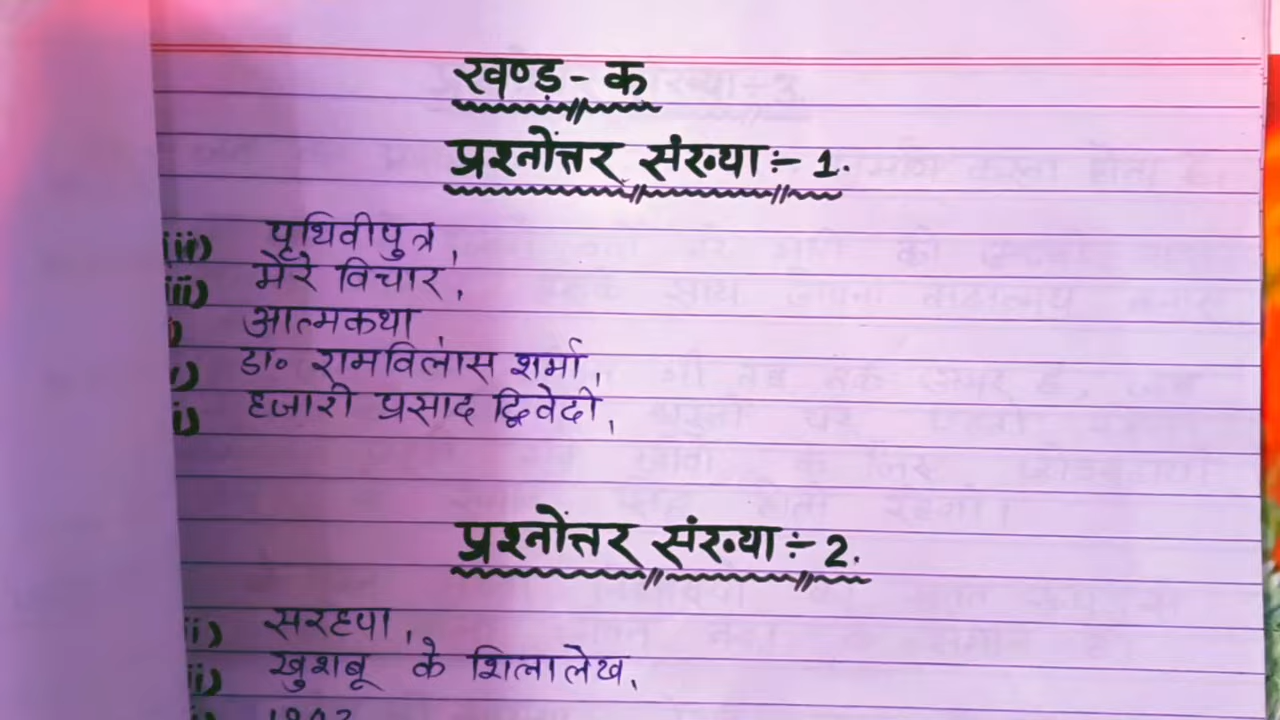 खण्ड- क
प्रश्नोंत्तर संख्या:- 1.
iii) पृथिवीपुत्र,
iii) मेरे विचार,
) आत्मकथा
) डा० रामविलास शर्मा,
i) हजारी प्रसाद द्विवेदी,
प्रश्नोंत्तर संख्या:- 2.
ii) सरहपा,
ii) खुशबू के शिलालेख,